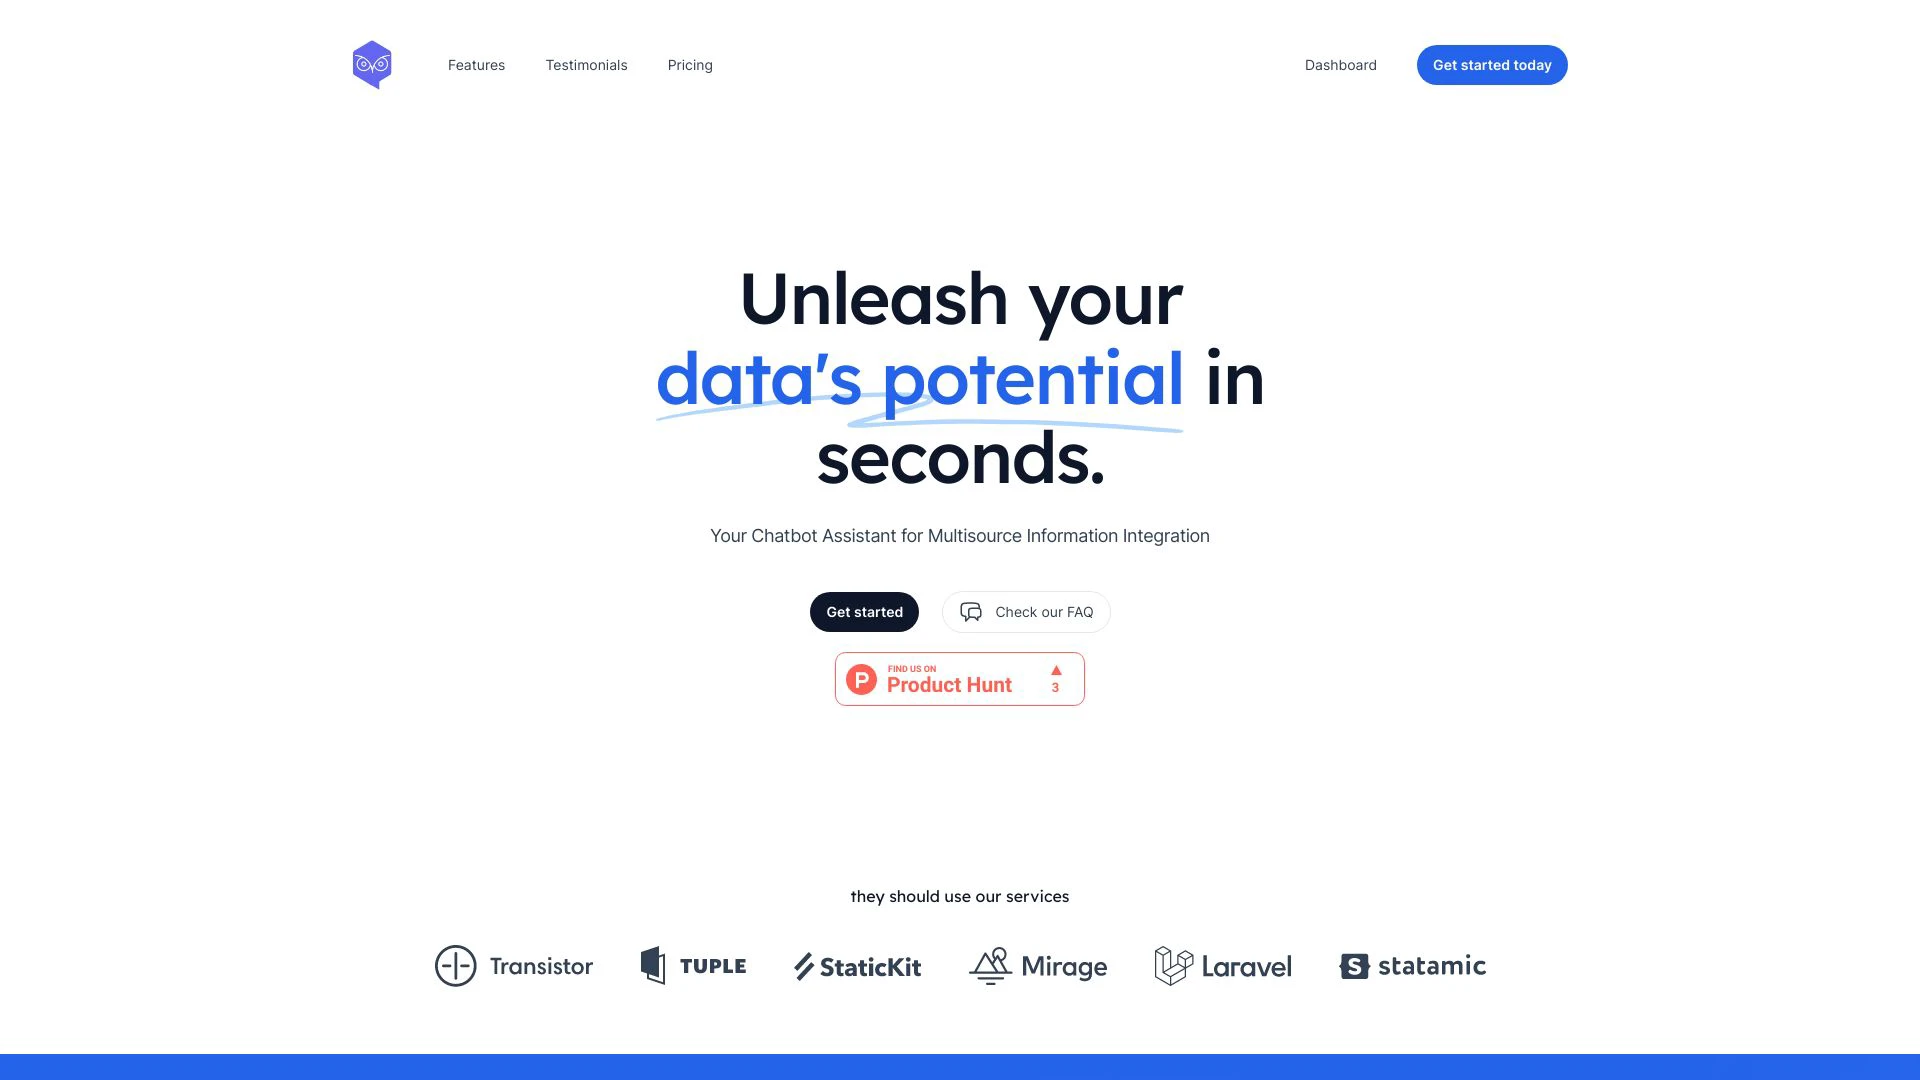 Features
Testimonials
Pricing
Dashboard
Get started today
Unleash your
data's potential in
seconds.
Your Chatbot Assistant for Multisource Information Integration
Get started
Check our FAQ
FIND US ON
Product Hunt
3
they should use our services
Transistor
TUPLE
StaticKit
Mirage
Laravel
statamic